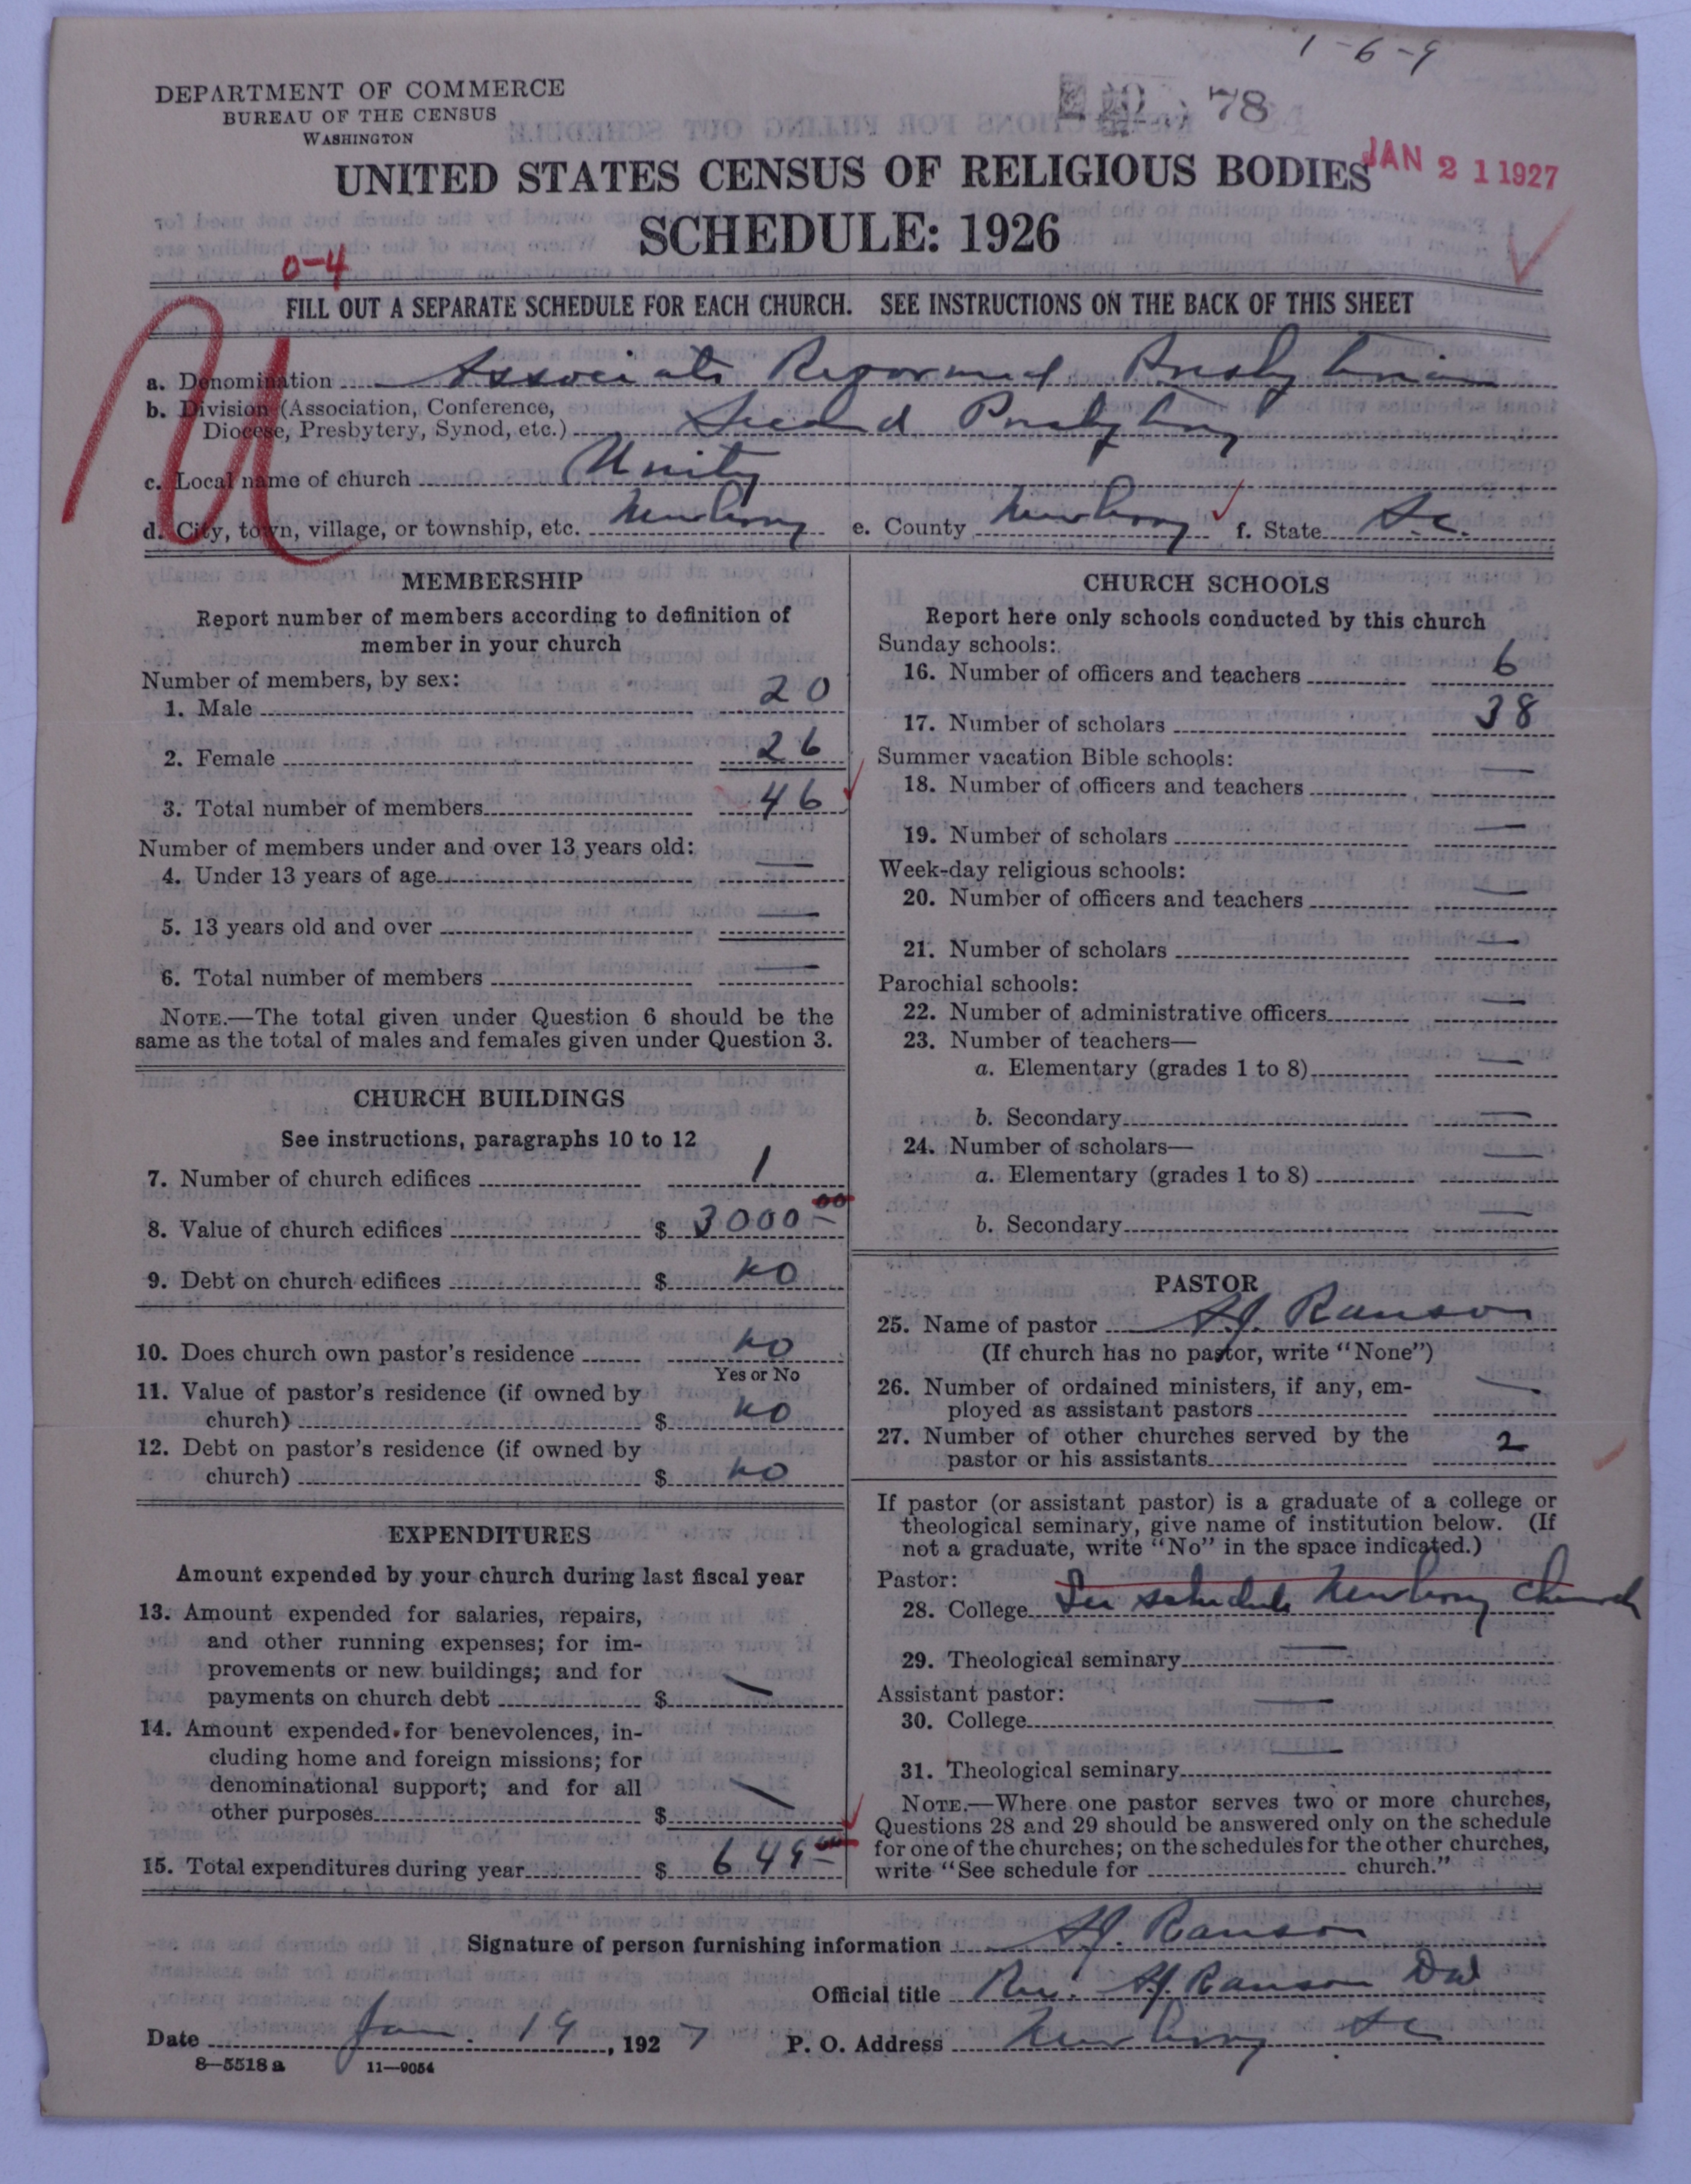 1-6-9
DEPARTMENT OF COMMERCE
BUREAU OF THE CENSUS
WASHINGTON
78
JAN 21 1927
UNITED STATES CENSUS OF RELIGIOUS BODIES
SCHEDULE: 1926
0-4
FILL OUT A SEPARATE SCHEDULE FOR EACH CHURCH. SEE INSTRUCTIONS ON THE BACK OF THIS SHEET
U
a. Denomination Associate Reformed Presbyterian
b. Division (Association, Conference,
Diocese, Presbytery, Synod, etc.) Second Presbytery
c. Local name of church Unity
d. City, town, village, or township, etc. Newberry e. County Newberry f. State S.C.
MEMBERSHIP
Report number of members according to definition of
member in your church
Number of members, by sex:
1. Male 20
2. Female 26
3. Total number of members 46
Number of members under and over 13 years old:
4. Under 13 years of age —
5. 13 years old and over —
6. Total number of members —
NOTE.—The total given under Question 6 should be the
same as the total of males and females given under Question 3.
CHURCH BUILDINGS
See instructions, paragraphs 10 to 12
7. Number of church edifices 1
8. Value of church edifices $ 3000 00
9. Debt on church edifices $ no
10. Does church own pastor's residence no
Yes or No
11. Value of pastor's residence (if owned by
church) $ no
12. Debt on pastor's residence (if owned by
church) $ no
EXPENDITURES
Amount expended by your church during last fiscal year
13. Amount expended for salaries, repairs,
and other running expenses; for im-
provements or new buildings; and for
payments on church debt $ —
14. Amount expended for benevolences, in-
cluding home and foreign missions; for
denominational support; and for all
other purposes $ —
15. Total expenditures during year $ 649 00
CHURCH SCHOOLS
Report here only schools conducted by this church
Sunday schools:
16. Number of officers and teachers 6
17. Number of scholars 38
Summer vacation Bible schools:
18. Number of officers and teachers —
19. Number of scholars —
Week-day religious schools:
20. Number of officers and teachers —
21. Number of scholars —
Parochial schools:
22. Number of administrative officers —
23. Number of teachers—
a. Elementary (grades 1 to 8) —
b. Secondary —
24. Number of scholars—
a. Elementary (grades 1 to 8) —
b. Secondary —
PASTOR
25. Name of pastor Ranson
(If church has no pastor, write "None")
26. Number of ordained ministers, if any, em-
ployed as assistant pastors —
27. Number of other churches served by the
pastor or his assistants 2
If pastor (or assistant pastor) is a graduate of a college or
theological seminary, give name of institution below. (If
not a graduate, write "No" in the space indicated.)
Pastor:
28. College See schedule Newberry Church
29. Theological seminary —
Assistant pastor:
30. College —
31. Theological seminary —
NOTE.—Where one pastor serves two or more churches,
Questions 28 and 29 should be answered only on the schedule
for one of the churches; on the schedules for the other churches,
write "See schedule for church."
Signature of person furnishing information Ranson
Official title Rev. Ranson
Date Jan. 19, 1927 P. O. Address Newberry S.C.
8—5518 a 11—9054